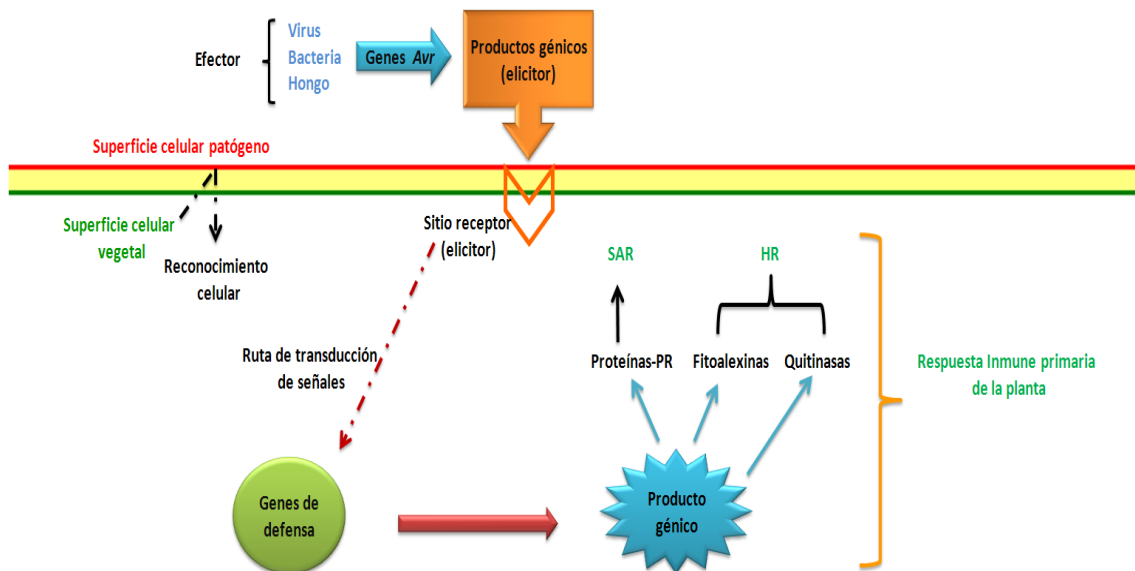 Efector
Virus
Bacteria
Hongo
Genes Avr
Productos génicos
(elicitor)
Superficie celular patógeno
Superficie celular
vegetal
Reconocimiento
celular
Sitio receptor
(elicitor)
Ruta de transducción
de señales
Genes de
defensa
Producto
génico
SAR
HR
Proteínas-PR
Fitoalexinas
Quitinasas
Respuesta Inmune primaria
de la planta